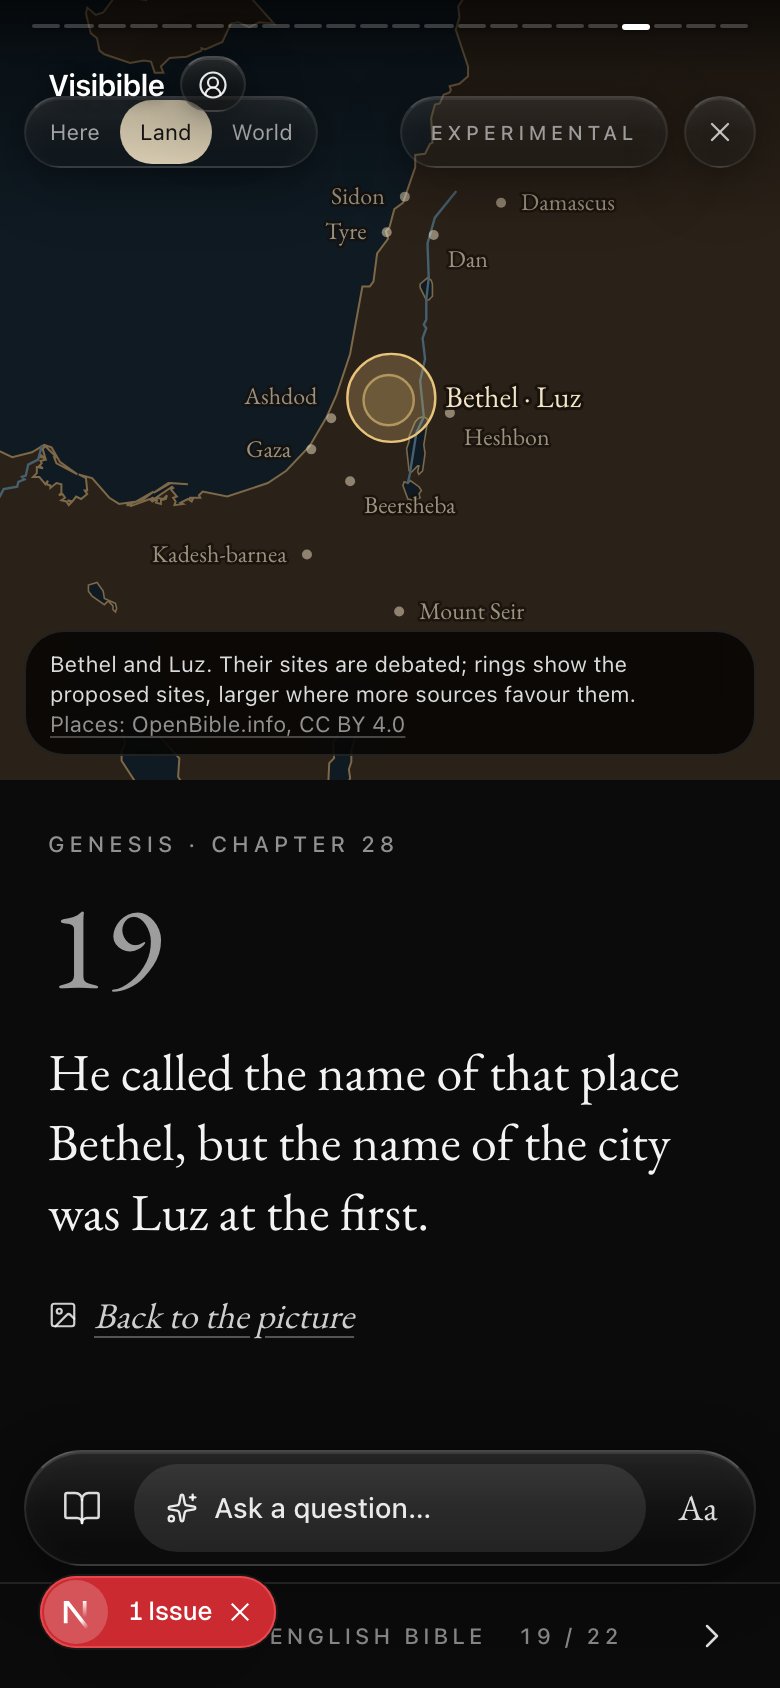 Visibible
Here Land World
EXPERIMENTAL
Sidon
Damascus
Tyre
Dan
Ashdod
Bethel · Luz
Heshbon
Gaza
Beersheba
Kadesh-barnea
Mount Seir
Bethel and Luz. Their sites are debated; rings show the
proposed sites, larger where more sources favour them.
Places: OpenBible.info, CC BY 4.0
GENESIS · CHAPTER 28
19
He called the name of that place
Bethel, but the name of the city
was Luz at the first.
Back to the picture
Ask a question...
Aa
N 1 Issue
ENGLISH BIBLE 19 / 22